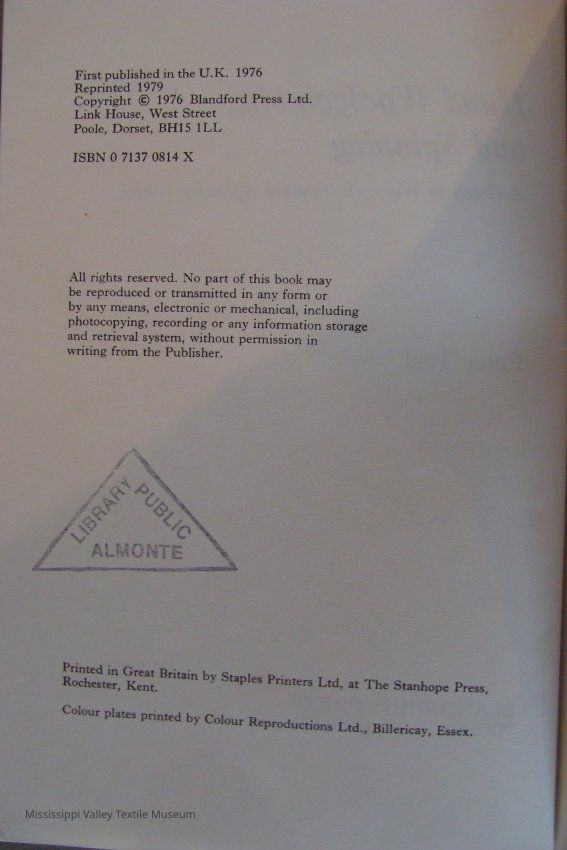 First published in the U.K. 1976
Reprinted 1979
Copyright © 1976 Blandford Press Ltd.
Link House, West Street
Poole, Dorset, BH15 1LL
ISBN 0 7137 0814 X
All rights reserved. No part of this book may
be reproduced or transmitted in any form or
by any means, electronic or mechanical, including
photocopying, recording or any information storage
and retrieval system, without permission in
writing from the Publisher.
LIBRARY PUBLIC
ALMONTE
Printed in Great Britain by Staples Printers Ltd, at The Stanhope Press,
Rochester, Kent.
Colour plates printed by Colour Reproductions Ltd., Billericay, Essex.
Mississippi Valley Textile Museum